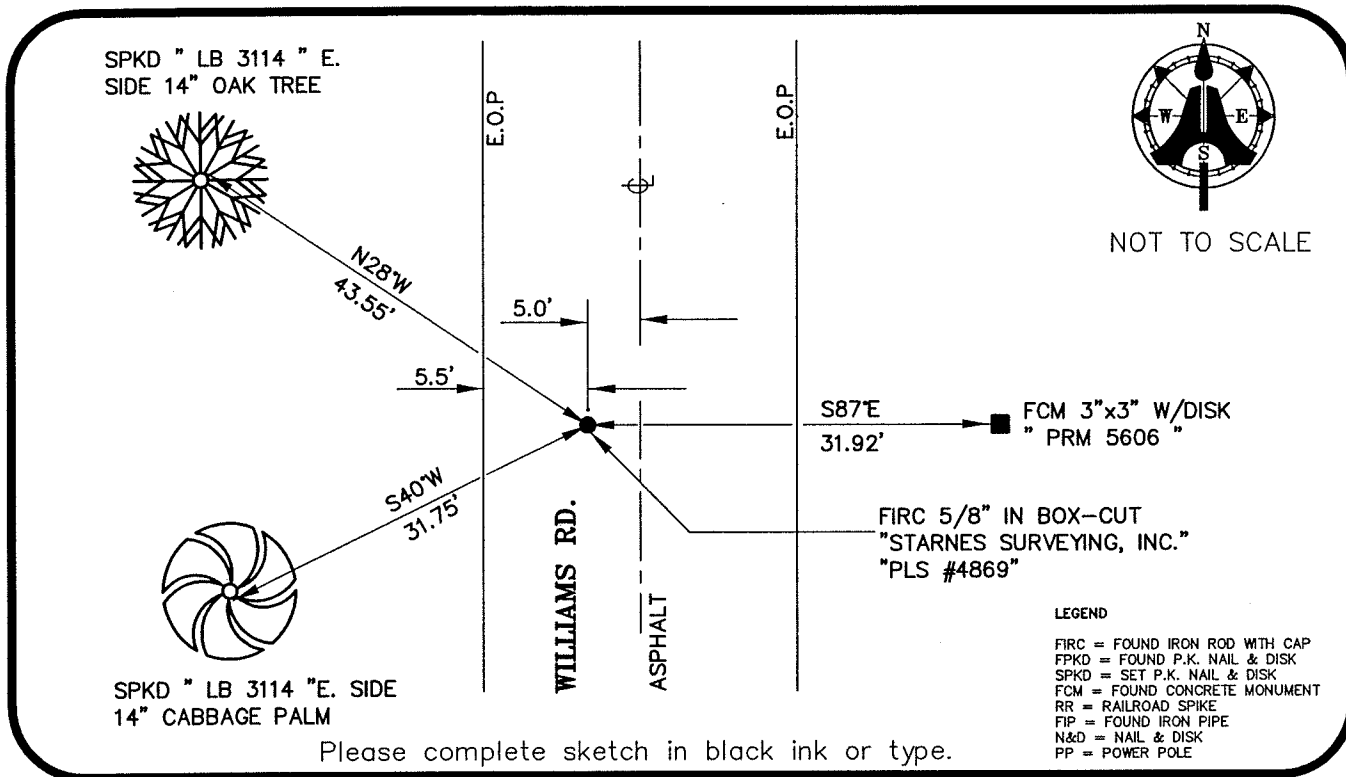 SPKD " LB 3114 " E.
SIDE 14" OAK TREE
E.O.P
℄
E.O.P
N
W E
S
NOT TO SCALE
N28°W
43.55'
5.0'
5.5'
S87°E
31.92'
FCM 3"x3" W/DISK
" PRM 5606 "
S40°W
31.75'
WILLIAMS RD.
ASPHALT
FIRC 5/8" IN BOX-CUT
"STARNES SURVEYING, INC."
"PLS #4869"
SPKD " LB 3114 "E. SIDE
14" CABBAGE PALM
LEGEND
FIRC = FOUND IRON ROD WITH CAP
FPKD = FOUND P.K. NAIL & DISK
SPKD = SET P.K. NAIL & DISK
FCM = FOUND CONCRETE MONUMENT
RR = RAILROAD SPIKE
FIP = FOUND IRON PIPE
N&D = NAIL & DISK
PP = POWER POLE
Please complete sketch in black ink or type.